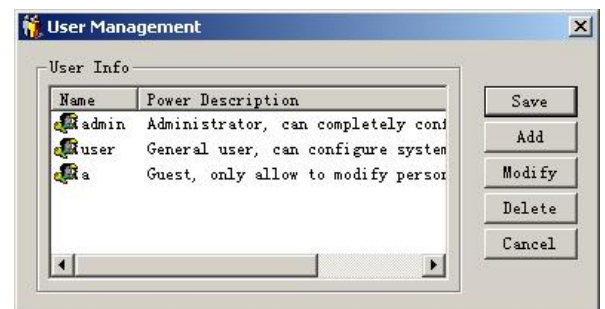 User Management
User Info
Name Power Description
admin Administrator, can completely conf
user General user, can configure system
a Guest, only allow to modify person
Save
Add
Modify
Delete
Cancel